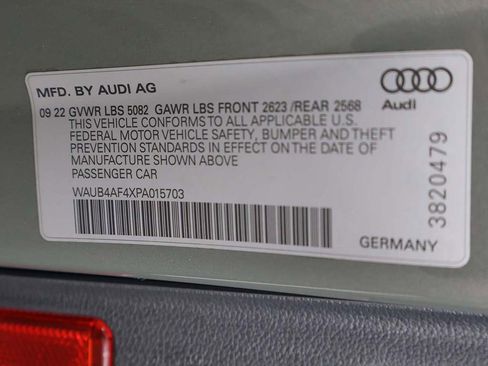 MFD. BY AUDI AG
09 22 GVWR LBS 5082 GAWR LBS FRONT 2623 /REAR 2568
THIS VEHICLE CONFORMS TO ALL APPLICABLE U.S.
FEDERAL MOTOR VEHICLE SAFETY, BUMPER AND THEFT
PREVENTION STANDARDS IN EFFECT ON THE DATE OF
MANUFACTURE SHOWN ABOVE
PASSENGER CAR
WAUB4AF4XPA015703
Audi
3820479
GERMANY